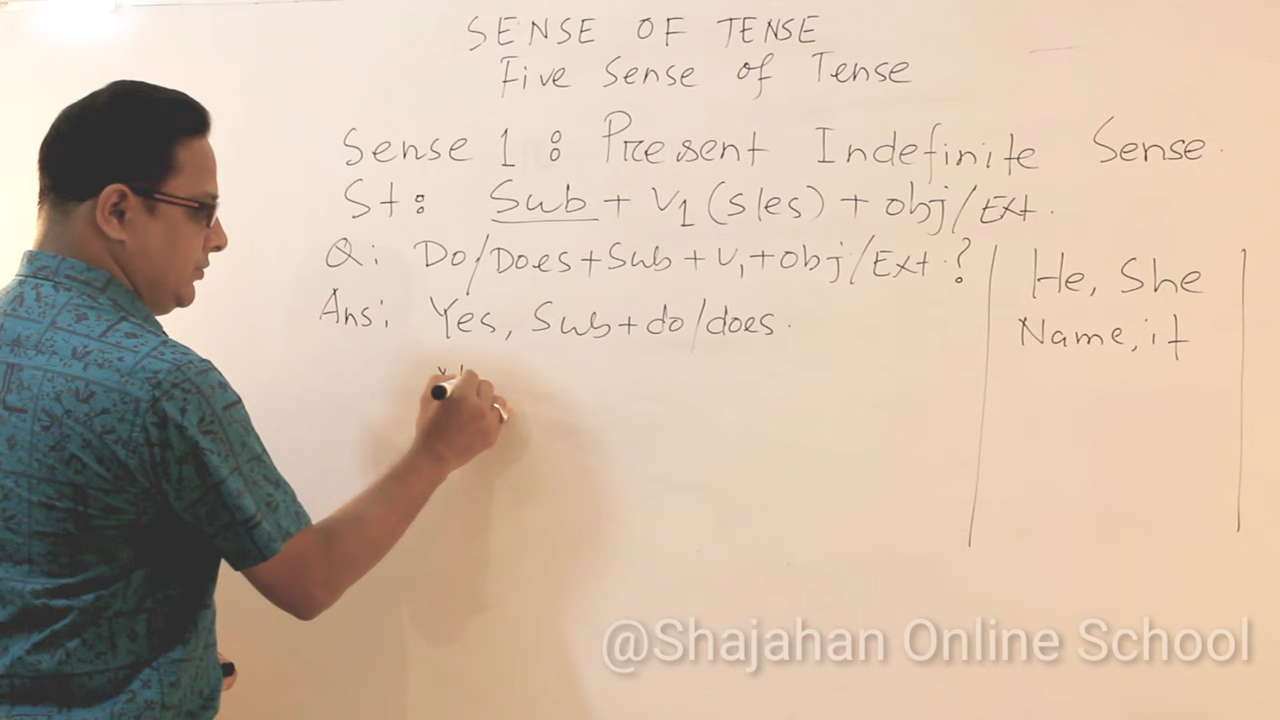 SENSE OF TENSE
Five Sense of Tense
Sense 1 : Present Indefinite Sense.
St: Sub + V1 (s/es) + obj/Ext.
Q: Do/Does + Sub + V1 + obj/Ext.?
Ans: Yes, Sub + do/does.
He, She
Name, it
@Shajahan Online School